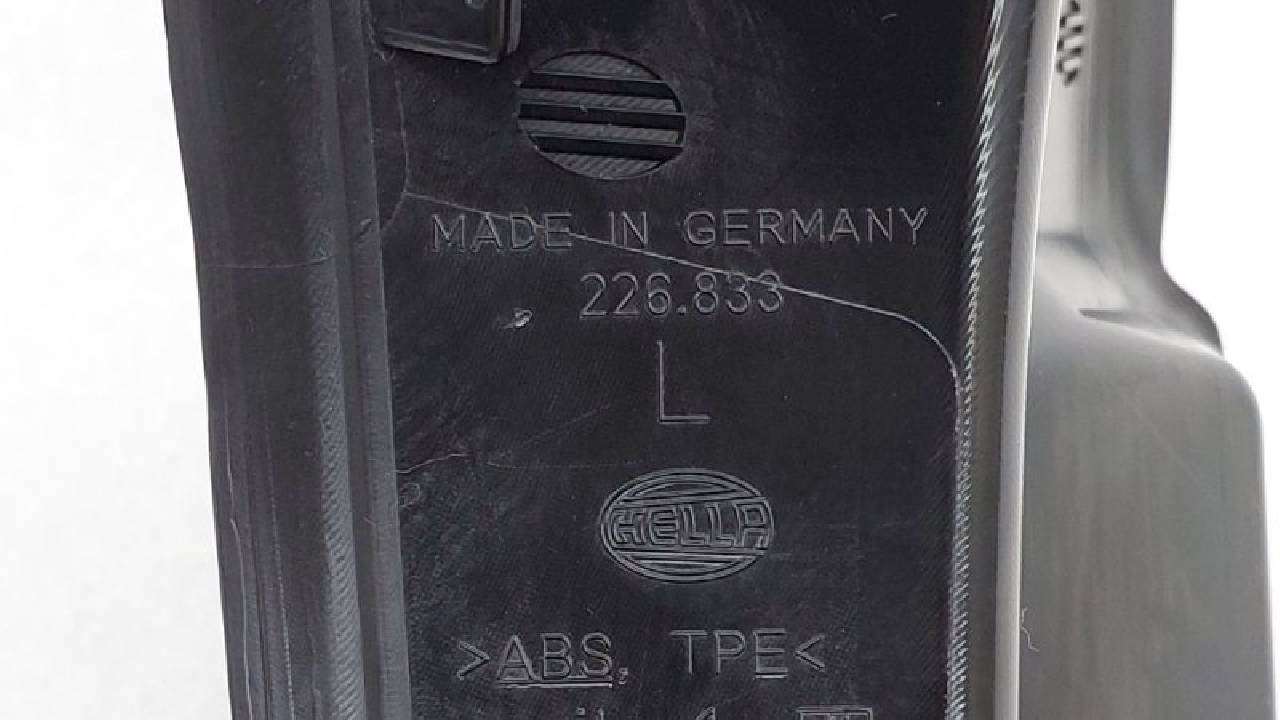 MADE IN GERMANY
226.833
L
HELLA
>ABS, TPE<